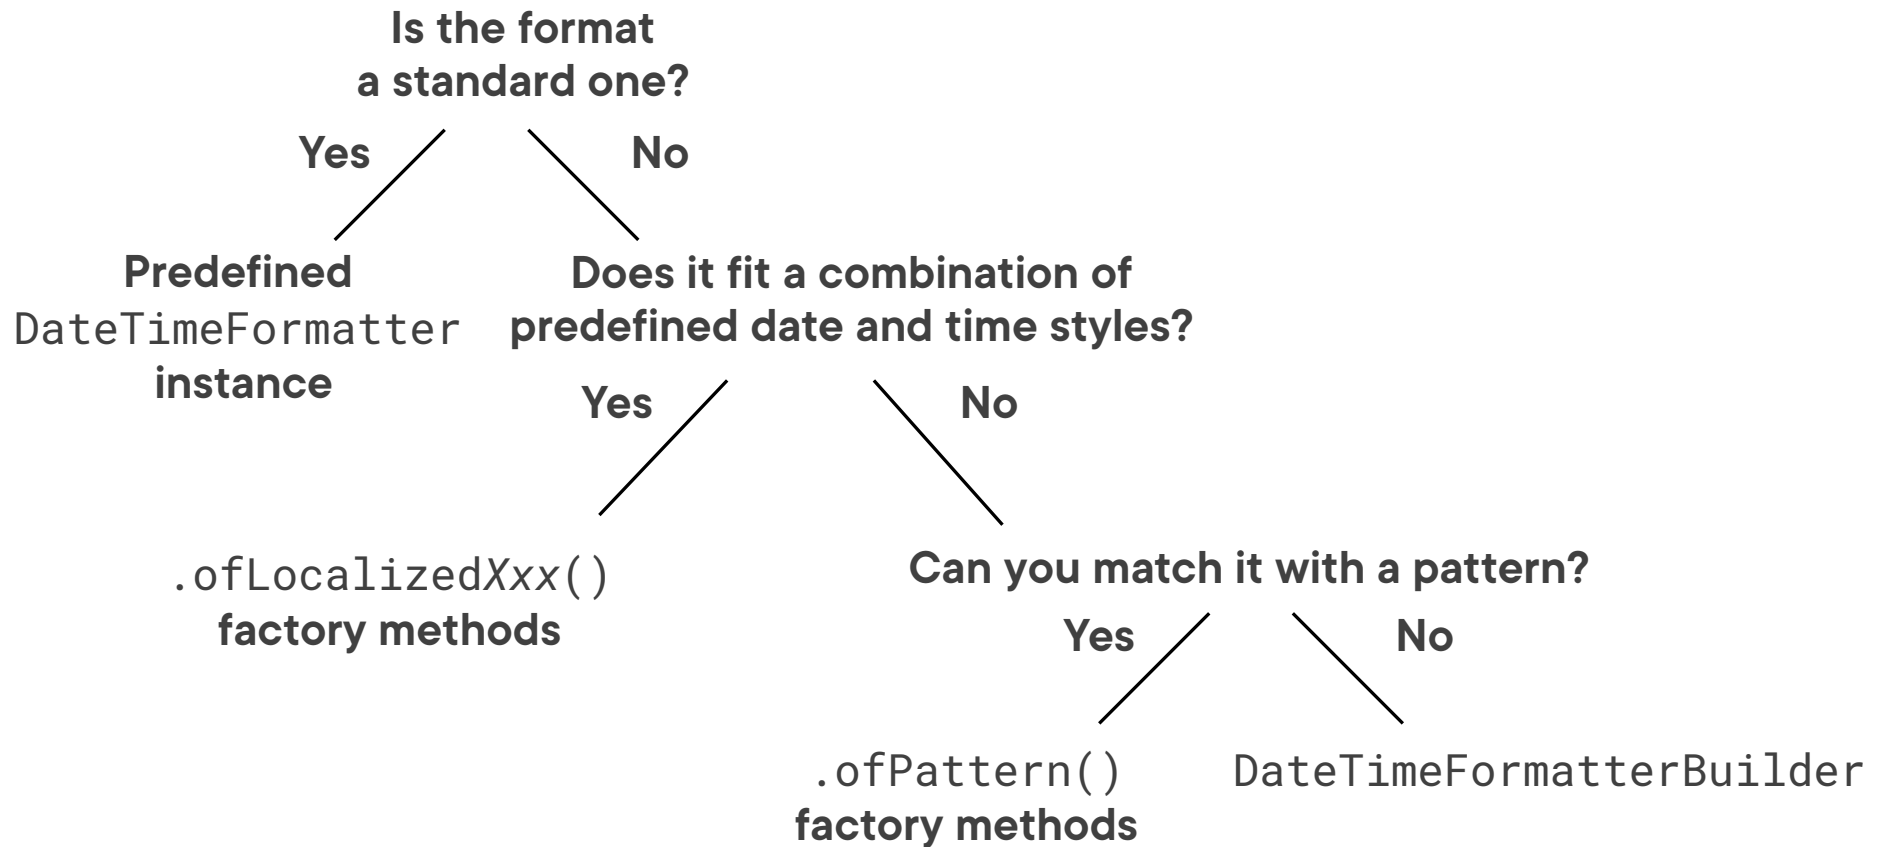 Is the format
a standard one?
Yes
No
Predefined
DateTimeFormatter
instance
Does it fit a combination of
predefined date and time styles?
Yes
No
.ofLocalizedXxx()
factory methods
Can you match it with a pattern?
Yes
No
.ofPattern()
factory methods
DateTimeFormatterBuilder